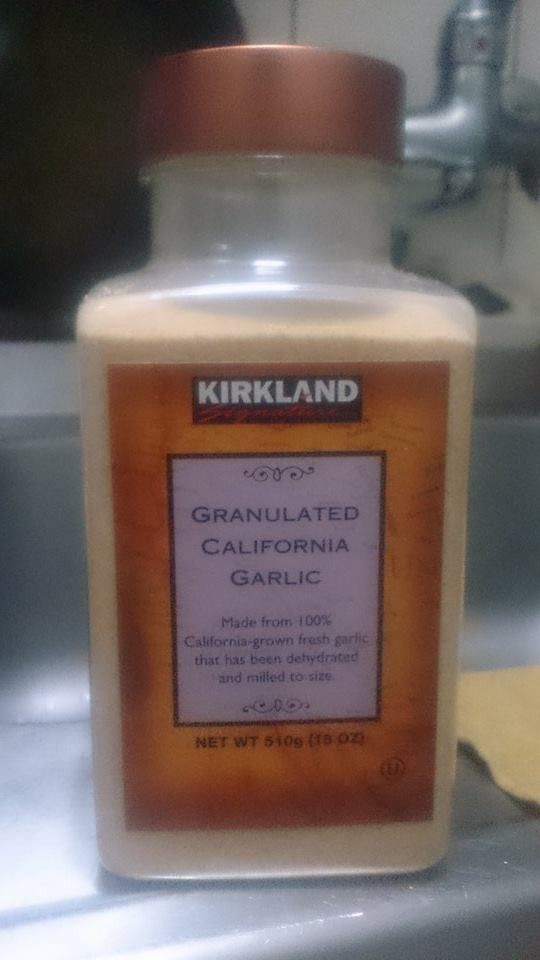 KIRKLAND
Signature
GRANULATED
CALIFORNIA
GARLIC
Made from 100%
California-grown fresh garlic
that has been dehydrated
and milled to size.
NET WT 510g (18 OZ)
U